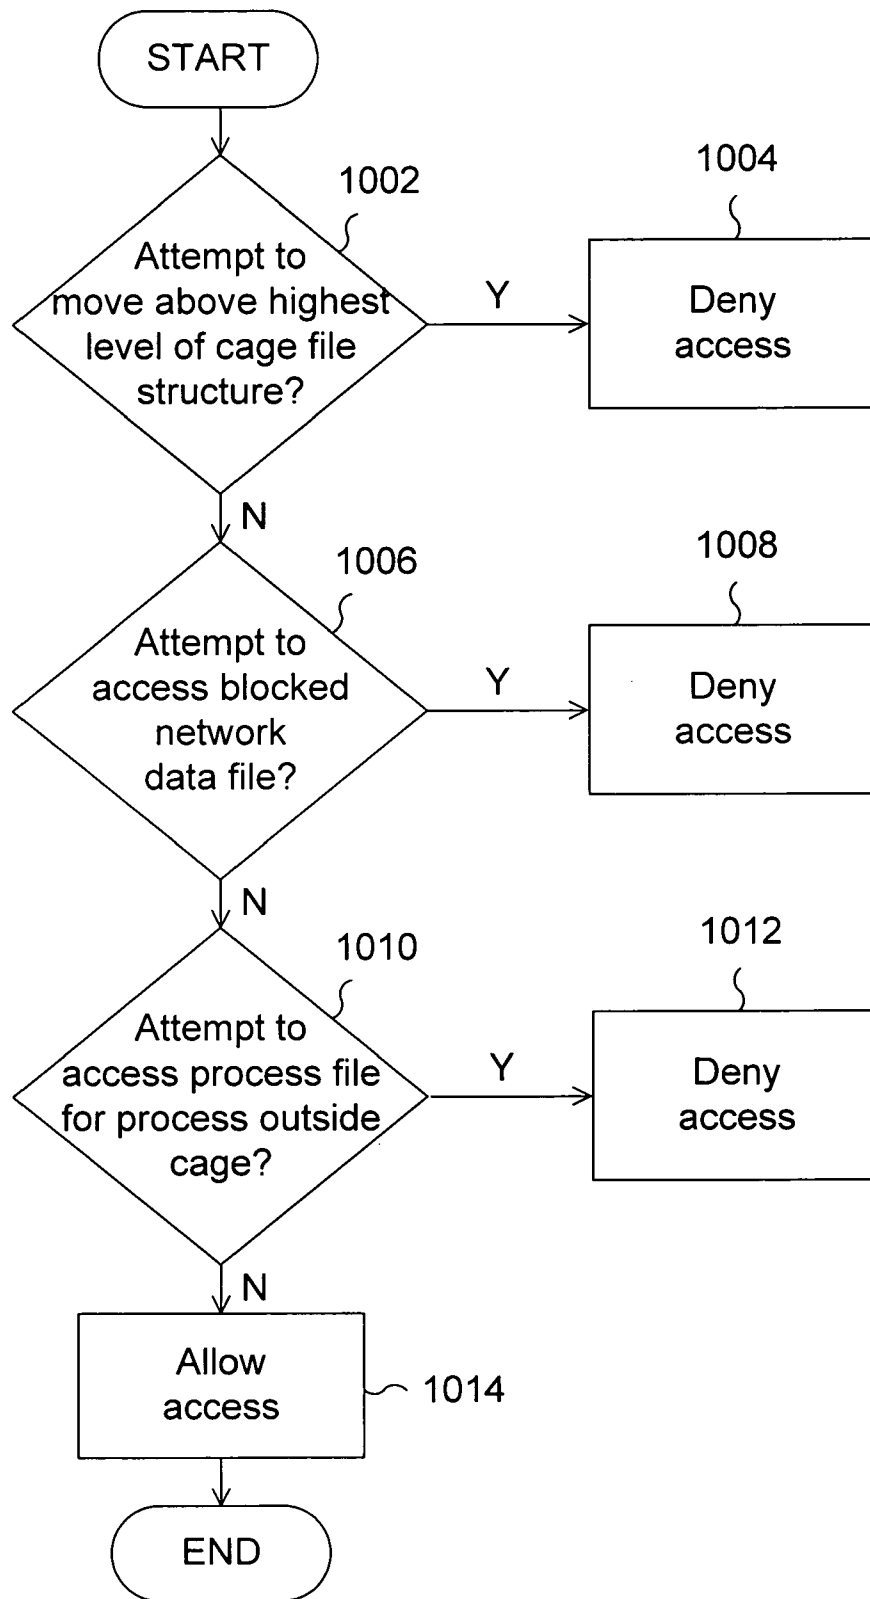 START
1002
Attempt to
move above highest
level of cage file
structure?
Y
1004
Deny
access
N
1006
Attempt to
access blocked
network
data file?
Y
1008
Deny
access
N
1010
Attempt to
access process file
for process outside
cage?
Y
1012
Deny
access
N
Allow
access
1014
END